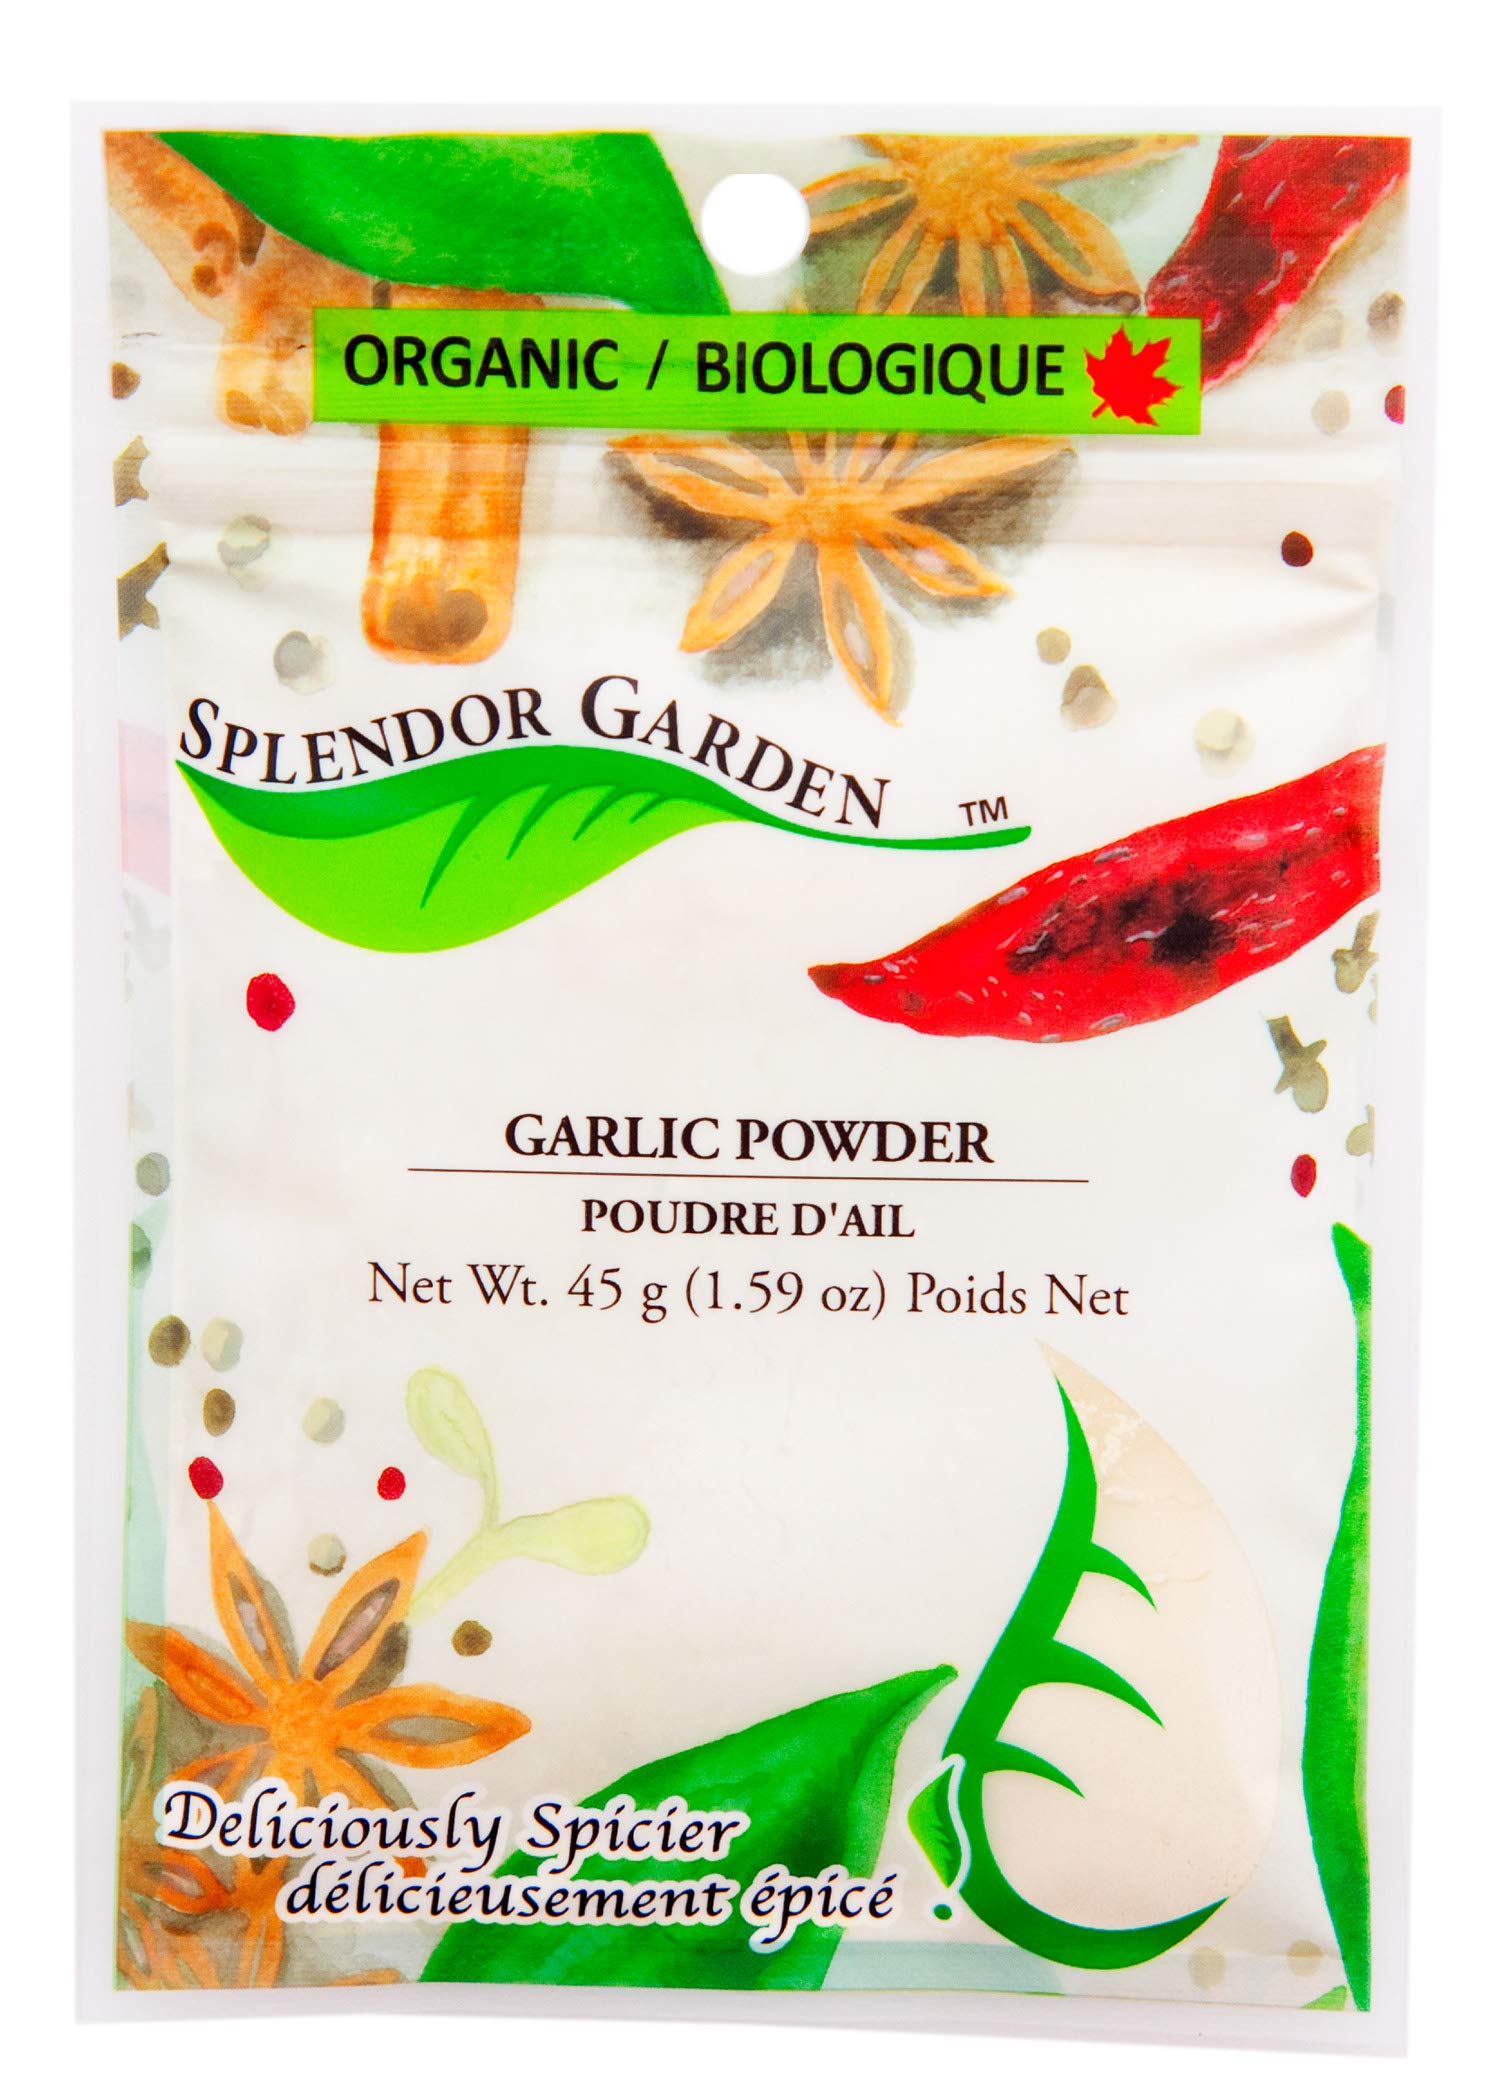 ORGANIC / BIOLOGIQUE
SPLENDOR GARDEN ™
GARLIC POWDER
POUDRE D'AIL
Net Wt. 45 g (1.59 oz) Poids Net
Deliciously Spicier
délicieusement épicé